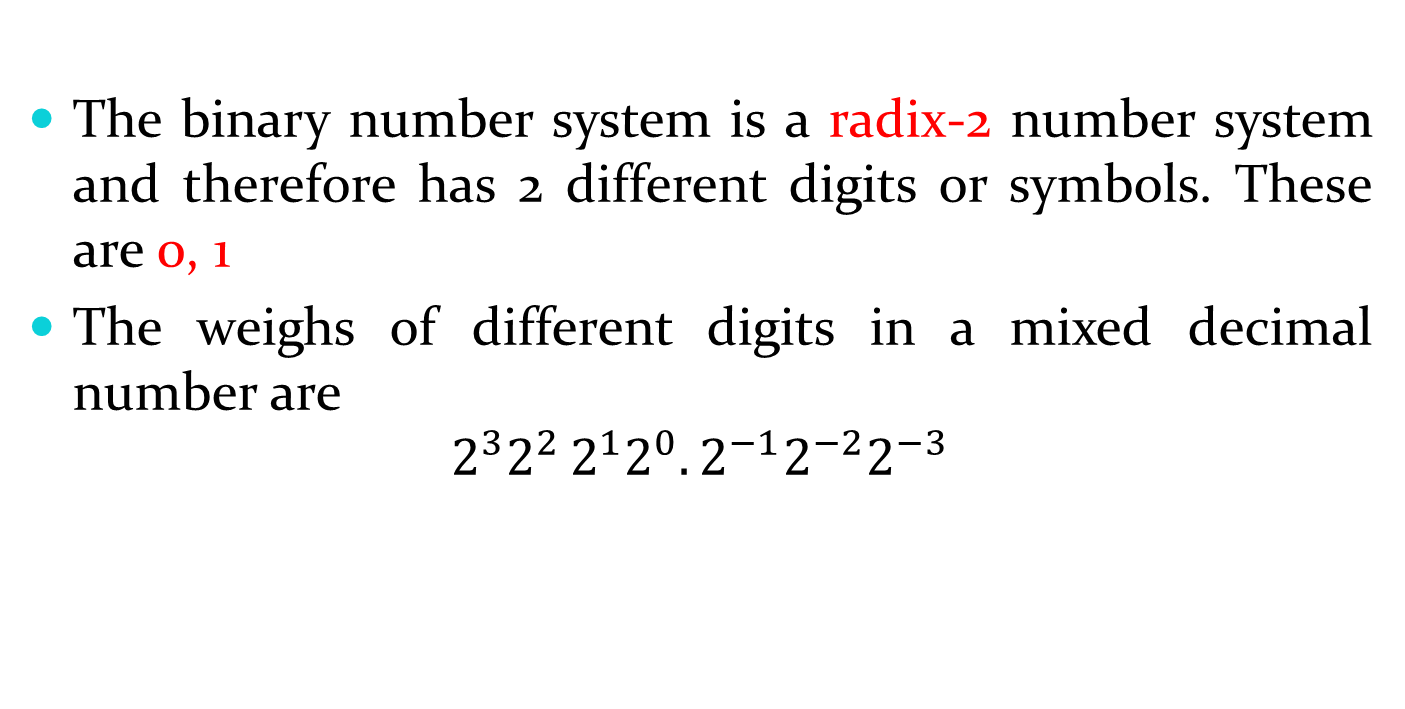 • The binary number system is a radix-2 number system
and therefore has 2 different digits or symbols. These
are 0, 1
• The weighs of different digits in a mixed decimal
number are
2³2² 2¹2⁰. 2⁻¹2⁻²2⁻³